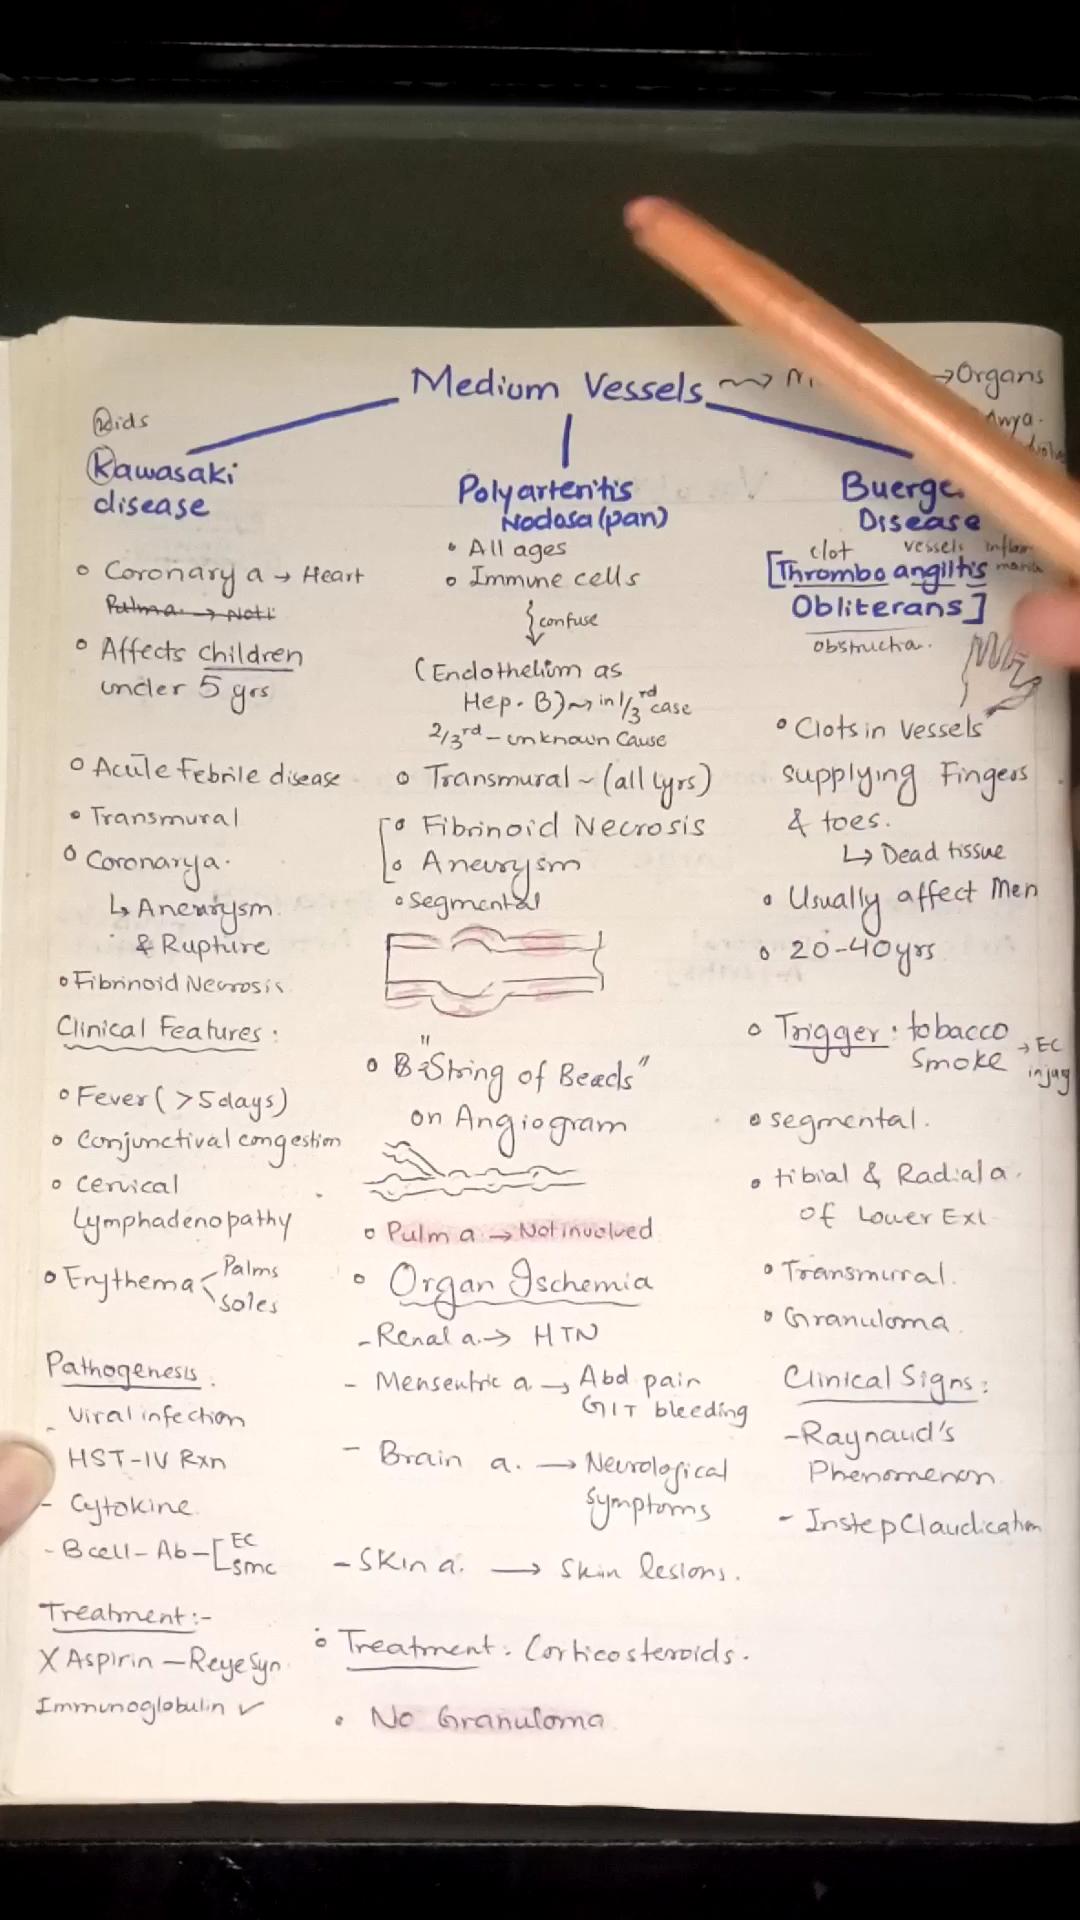 Medium Vessels
→Organs
Kids
Kawasaki
disease
Coronary a → Heart
Affects children
under 5 yrs
Acute Febrile disease
Transmural
Coronary a.
↳ Aneurysm
& Rupture
Fibrinoid Necrosis
Clinical Features:
Fever (>5days)
Conjunctival congestion
Cervical
Lymphadenopathy
Erythema < Palms
soles
Pathogenesis:
- Viral infection
HST-IV Rxn
- Cytokine
- Bcell-Ab-[EC
smc
Treatment:-
X Aspirin - Reye Syn
Immunoglobulin ✓
Polyarteritis
Nodosa (pan)
All ages
Immune cells
confuse
(Endothelium as
Hep. B) ⇝ in 1/3rd case
2/3rd - unknown Cause
Transmural ~ (all lyrs)
Fibrinoid Necrosis
Aneurysm
segmental
"String of Beads"
on Angiogram
Pulm a → Not involved
Organ Ischemia
- Renal a. → HTN
- Mensentric a → Abd pain
GIT bleeding
- Brain a. → Neurological
Symptoms
- Skin a. → Skin lesions.
Treatment: Corticosteroids.
No Granuloma
Disease
clot vessels
[Thrombo angiitis
Obliterans]
Clots in Vessels
supplying Fingers
& toes.
↳ Dead tissue
Usually affect Men
20-40yrs
Trigger: tobacco
Smoke → EC
segmental.
tibial & Radial a.
of Lower Ext
Transmural.
Granuloma
Clinical Signs:
- Raynaud's
Phenomenon
- Instep Claudication